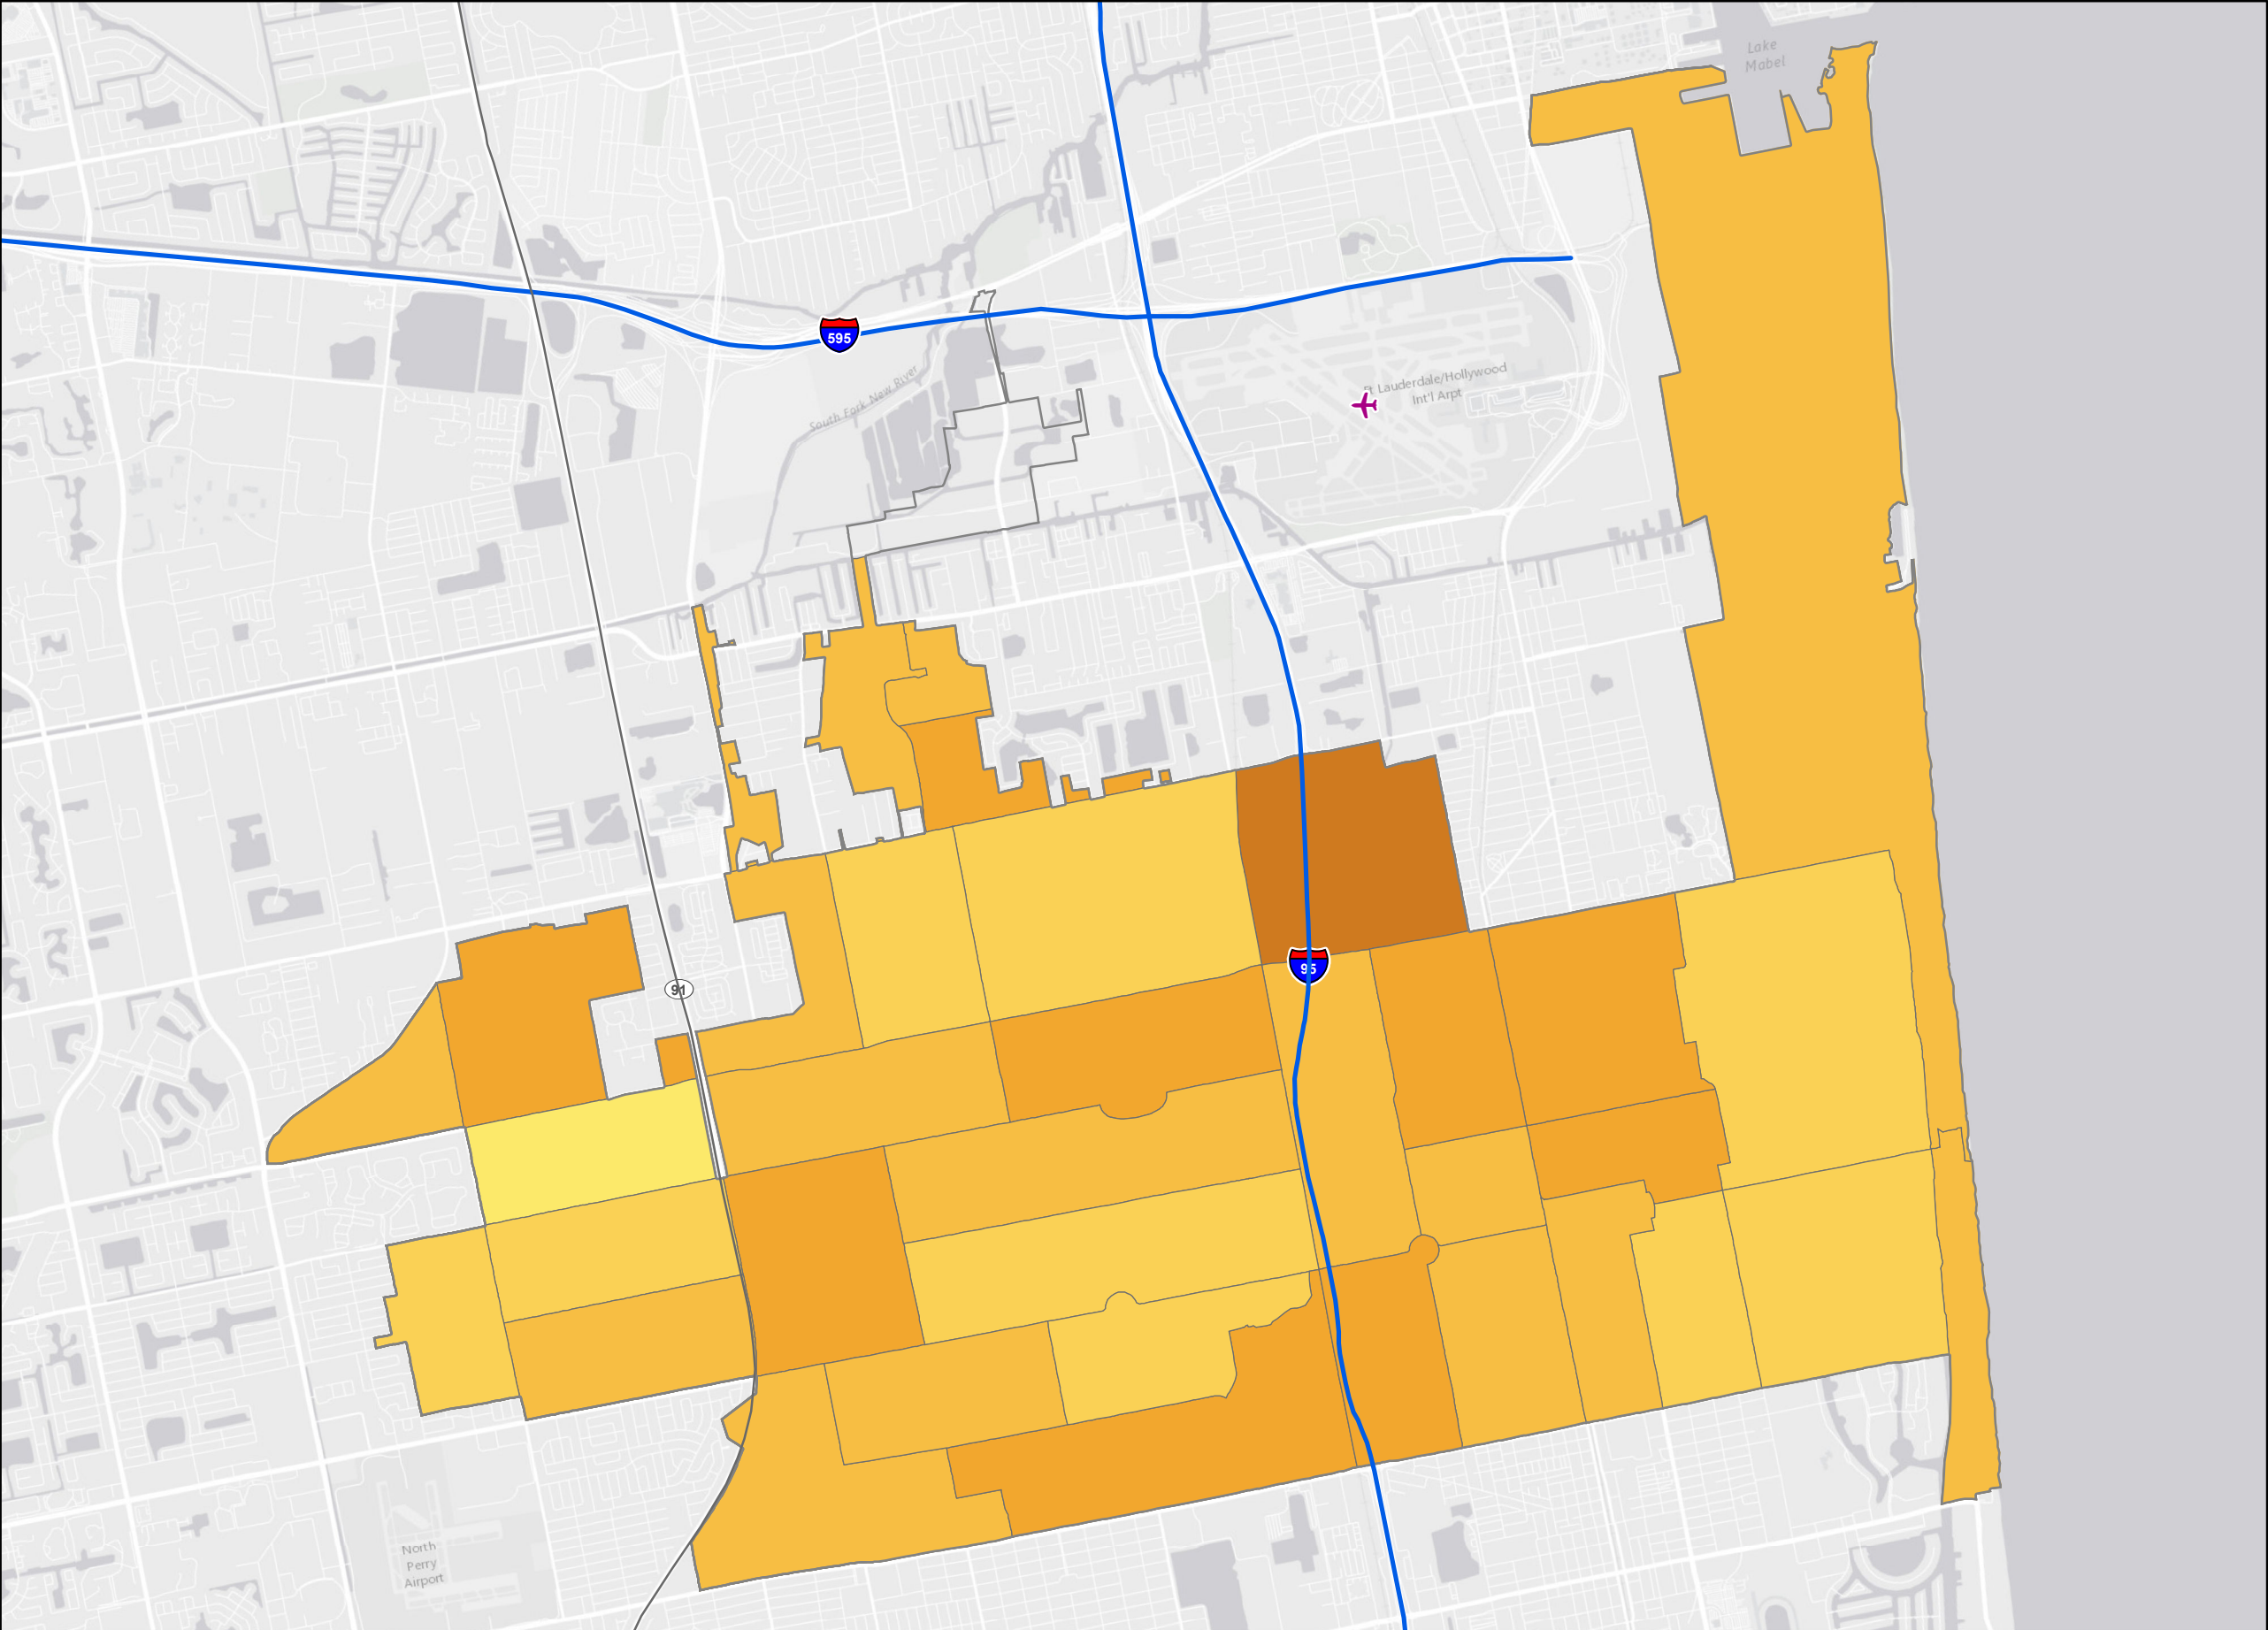 Lake
Mabel
595
South Fork New River
Ft Lauderdale/Hollywood
Int'l Arpt
95
91
North
Perry
Airport